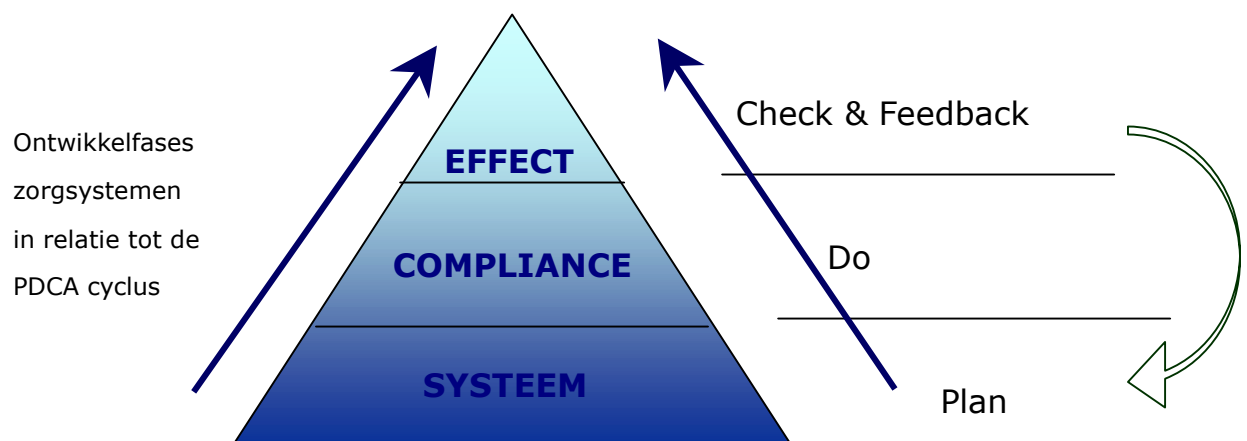 Ontwikkelfases
zorgsystemen
in relatie tot de
PDCA cyclus
EFFECT
COMPLIANCE
SYSTEEM
Check & Feedback
Do
Plan